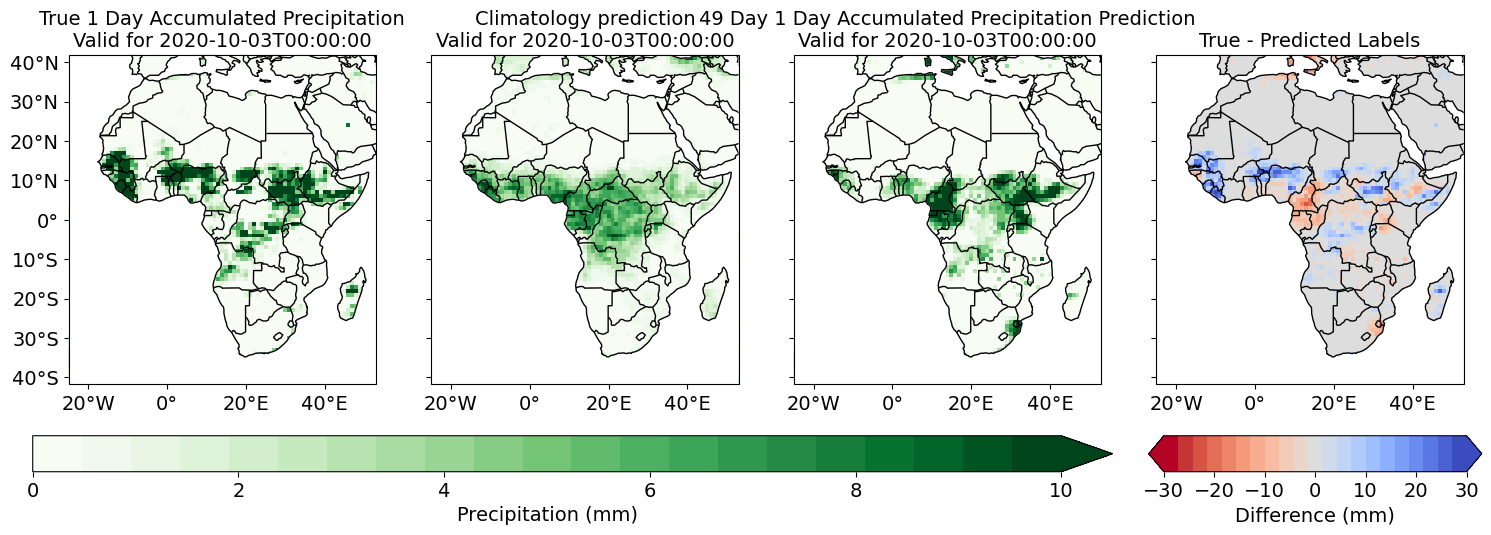 True 1 Day Accumulated Precipitation
Valid for 2020-10-03T00:00:00
Climatology prediction
Valid for 2020-10-03T00:00:00
49 Day 1 Day Accumulated Precipitation Prediction
Valid for 2020-10-03T00:00:00
True - Predicted Labels
40°N
30°N
20°N
10°N
0°
10°S
20°S
30°S
40°S
20°W 0° 20°E 40°E
20°W 0° 20°E 40°E
20°W 0° 20°E 40°E
20°W 0° 20°E 40°E
0 2 4 6 8 10
Precipitation (mm)
−30 −20 −10 0 10 20 30
Difference (mm)